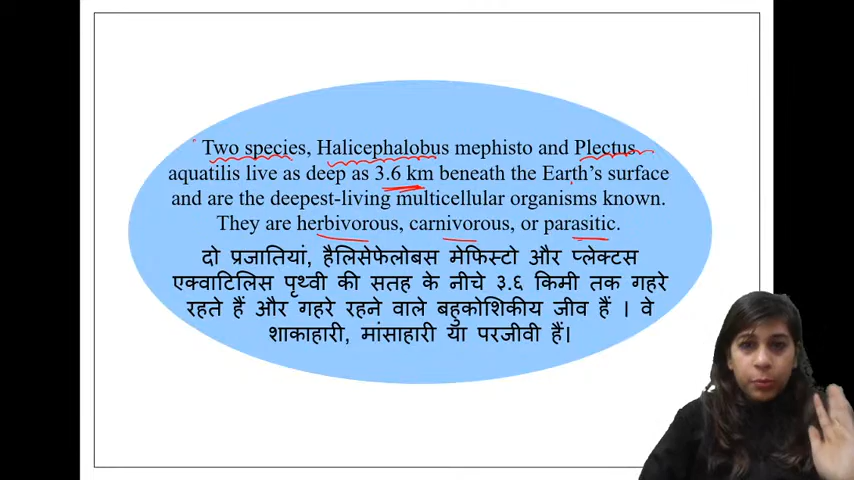 Two species, Halicephalobus mephisto and Plectus
aquatilis live as deep as 3.6 km beneath the Earth's surface
and are the deepest-living multicellular organisms known.
They are herbivorous, carnivorous, or parasitic.
दो प्रजातियां, हैलिसेफेलोबस मेफिस्टो और प्लेक्टस
एक्वाटिलिस पृथ्वी की सतह के नीचे ३.६ किमी तक गहरे
रहते हैं और गहरे रहने वाले बहुकोशिकीय जीव हैं । वे
शाकाहारी, मांसाहारी या परजीवी हैं।